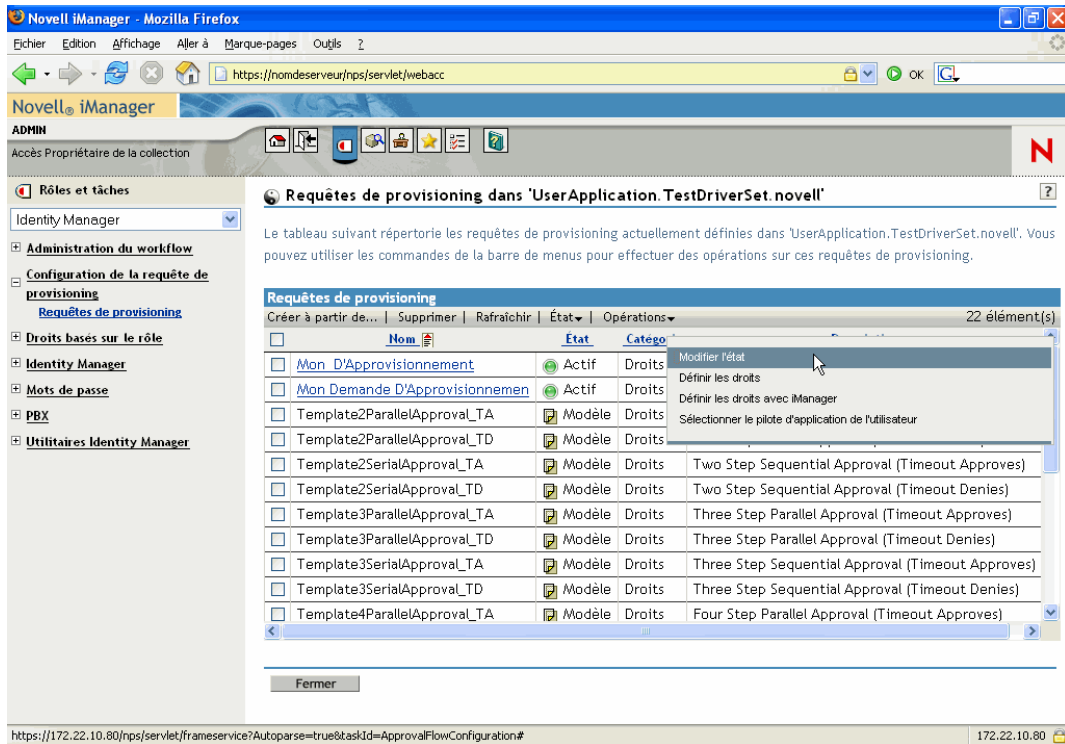 Novell iManager - Mozilla Firefox
Fichier Edition Affichage Aller à Marque-pages Outils ?
https://nomdeserveur/nps/servlet/webacc OK
Novell® iManager
ADMIN
Accès Propriétaire de la collection
N
Rôles et tâches
Identity Manager
Administration du workflow
Configuration de la requête de
provisioning
Requêtes de provisioning
Droits basés sur le rôle
Identity Manager
Mots de passe
PBX
Utilitaires Identity Manager
Requêtes de provisioning dans 'UserApplication.TestDriverSet.novell' ?
Le tableau suivant répertorie les requêtes de provisioning actuellement définies dans 'UserApplication.TestDriverSet.novell'. Vous
pouvez utiliser les commandes de la barre de menus pour effectuer des opérations sur ces requêtes de provisioning.
Requêtes de provisioning
Créer à partir de... | Supprimer | Rafraîchir | État | Opérations 22 élément(s)
Nom État Catégo
Mon D'Approvisionnement Actif Droits
Mon Demande D'Approvisionnemen Actif Droits
Template2ParallelApproval_TA Modèle Droits
Template2ParallelApproval_TD Modèle Droits
Modifier l'état
Définir les droits
Définir les droits avec iManager
Sélectionner le pilote d'application de l'utilisateur
Template2SerialApproval_TA Modèle Droits Two Step Sequential Approval (Timeout Approves)
Template2SerialApproval_TD Modèle Droits Two Step Sequential Approval (Timeout Denies)
Template3ParallelApproval_TA Modèle Droits Three Step Parallel Approval (Timeout Approves)
Template3ParallelApproval_TD Modèle Droits Three Step Parallel Approval (Timeout Denies)
Template3SerialApproval_TA Modèle Droits Three Step Sequential Approval (Timeout Approves)
Template3SerialApproval_TD Modèle Droits Three Step Sequential Approval (Timeout Denies)
Template4ParallelApproval_TA Modèle Droits Four Step Parallel Approval (Timeout Approves)
Fermer
https://172.22.10.80/nps/servlet/frameservice?Autoparse=true&taskId=ApprovalFlowConfiguration# 172.22.10.80